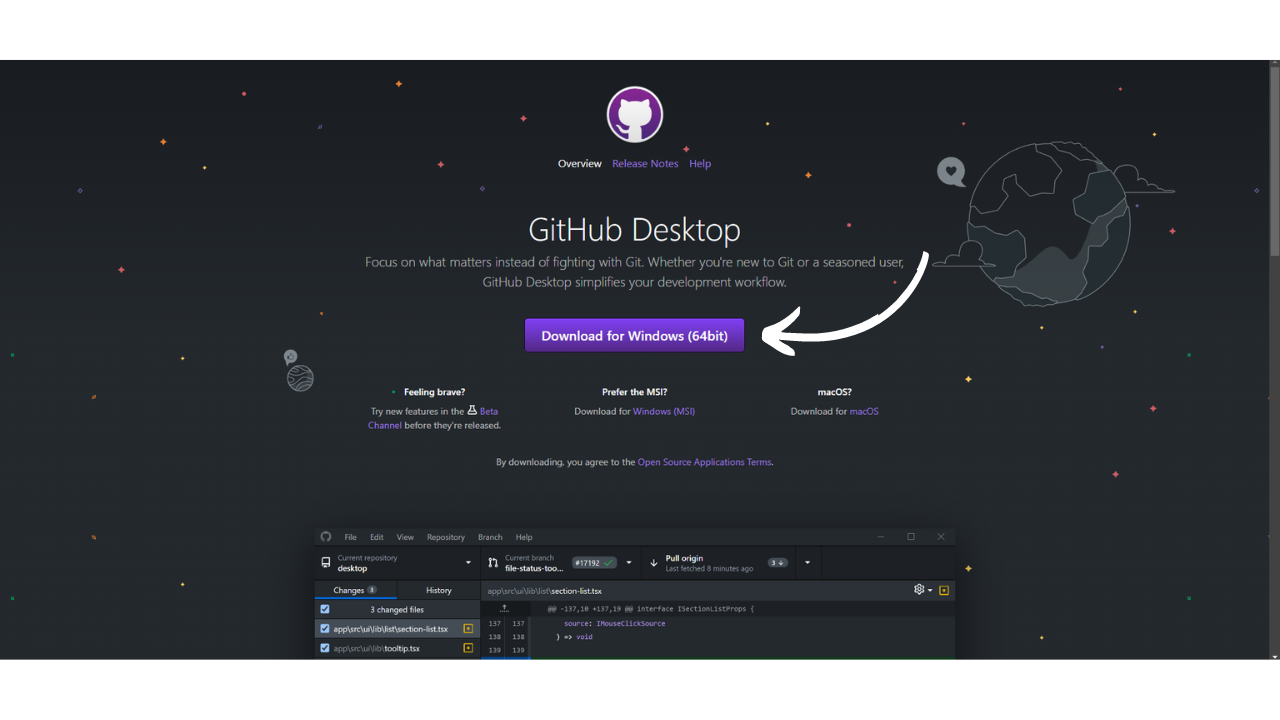 Overview Release Notes Help
GitHub Desktop
Focus on what matters instead of fighting with Git. Whether you're new to Git or a seasoned user,
GitHub Desktop simplifies your development workflow.
Download for Windows (64bit)
Feeling brave?
Try new features in the Beta
Channel before they're released.
Prefer the MSI?
Download for Windows (MSI)
macOS?
Download for macOS
By downloading, you agree to the Open Source Applications Terms.
File Edit View Repository Branch Help
Current repository
desktop
Current branch
file-status-too... #17192
Pull origin
Last fetched 8 minutes ago 3
Changes 3 History
app\src\ui\lib\list\section-list.tsx
3 changed files
@@ -137,10 +137,19 @@ interface ISectionListProps {
app\src\ui\lib\list\section-list.tsx
137 137 source: IMouseClickSource
138 138 } => void
app\src\ui\lib\tooltip.tsx
139 139